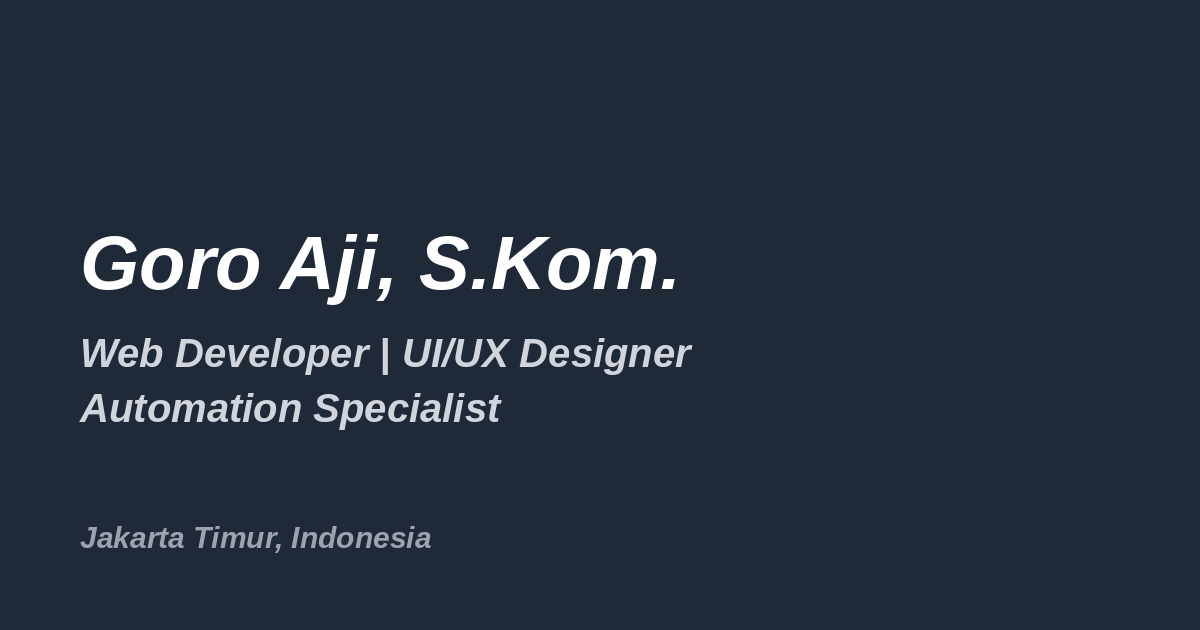 Goro Aji, S.Kom.
Web Developer | UI/UX Designer
Automation Specialist
Jakarta Timur, Indonesia